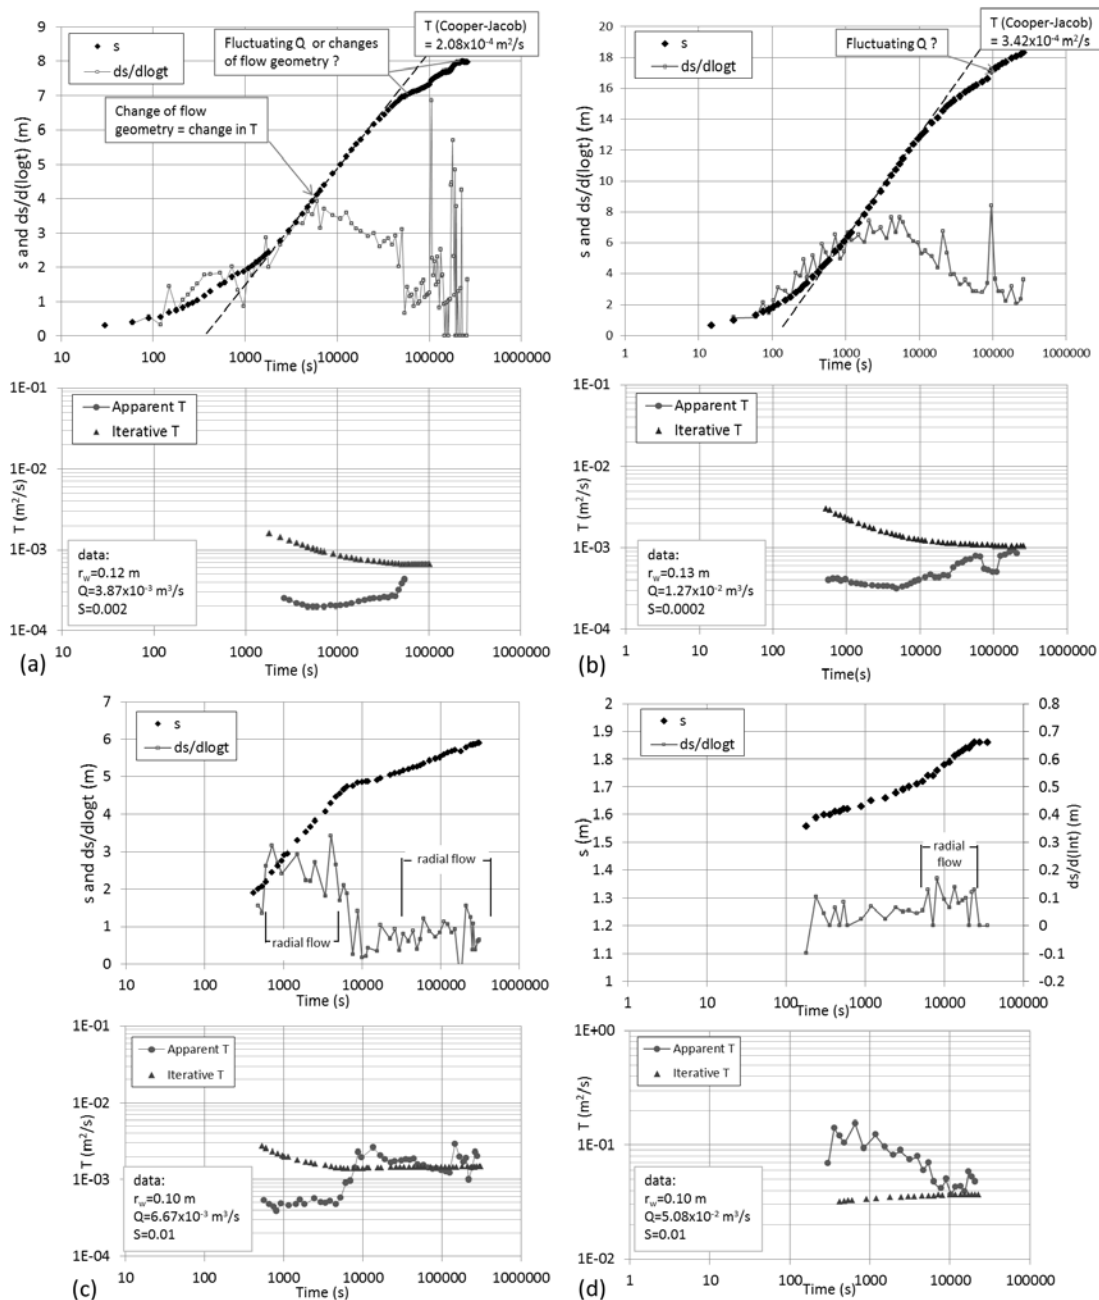 T (Cooper-Jacob)
= 2.08x10-4 m2/s
Fluctuating Q or changes
of flow geometry ?
s
ds/dlogt
Change of flow
geometry = change in T
s and ds/d(logt) (m)
9
8
7
6
5
4
3
2
1
0
10
100
1000
10000
100000
1000000
Time (s)
T (Cooper-Jacob)
= 3.42x10-4 m2/s
Fluctuating Q ?
s
ds/dlogt
s and ds/d(logt) (m)
20
18
16
14
12
10
8
6
4
2
0
1
10
100
1000
10000
100000
1000000
Time (s)
1E-01
1E-02
1E-03
1E-04
T (m2/s)
Apparent T
Iterative T
data:
rw=0.12 m
Q=3.87x10-3 m3/s
S=0.002
10
100
1000
10000
100000
1000000
Time (s)
(a)
1E-01
1E-02
1E-03
1E-04
T (m2/s)
Apparent T
Iterative T
data:
rw=0.13 m
Q=1.27x10-2 m3/s
S=0.0002
1
10
100
1000
10000
100000
1000000
Time(s)
(b)
s and ds/dlogt (m)
7
6
5
4
3
2
1
0
s
ds/dlogt
radial flow
radial flow
10
100
1000
10000
100000
1000000
Time (s)
s (m)
2
1.9
1.8
1.7
1.6
1.5
1.4
1.3
1.2
1.1
1
s
ds/dlogt
radial
flow
0.8
0.7
0.6
0.5
0.4
0.3
0.2
0.1
0
-0.1
-0.2
ds/d(lnt) (m)
1
10
100
1000
10000
100000
Time (s)
1E-01
1E-02
1E-03
1E-04
T (m2/s)
Apparent T
Iterative T
data:
rw=0.10 m
Q=6.67x10-3 m3/s
S=0.01
10
100
1000
10000
100000
1000000
Time (s)
(c)
1E+00
1E-01
1E-02
T (m2/s)
Apparent T
Iterative T
data:
rw=0.10 m
Q=5.08x10-2 m3/s
S=0.01
1
10
100
1000
10000
100000
Time (s)
(d)